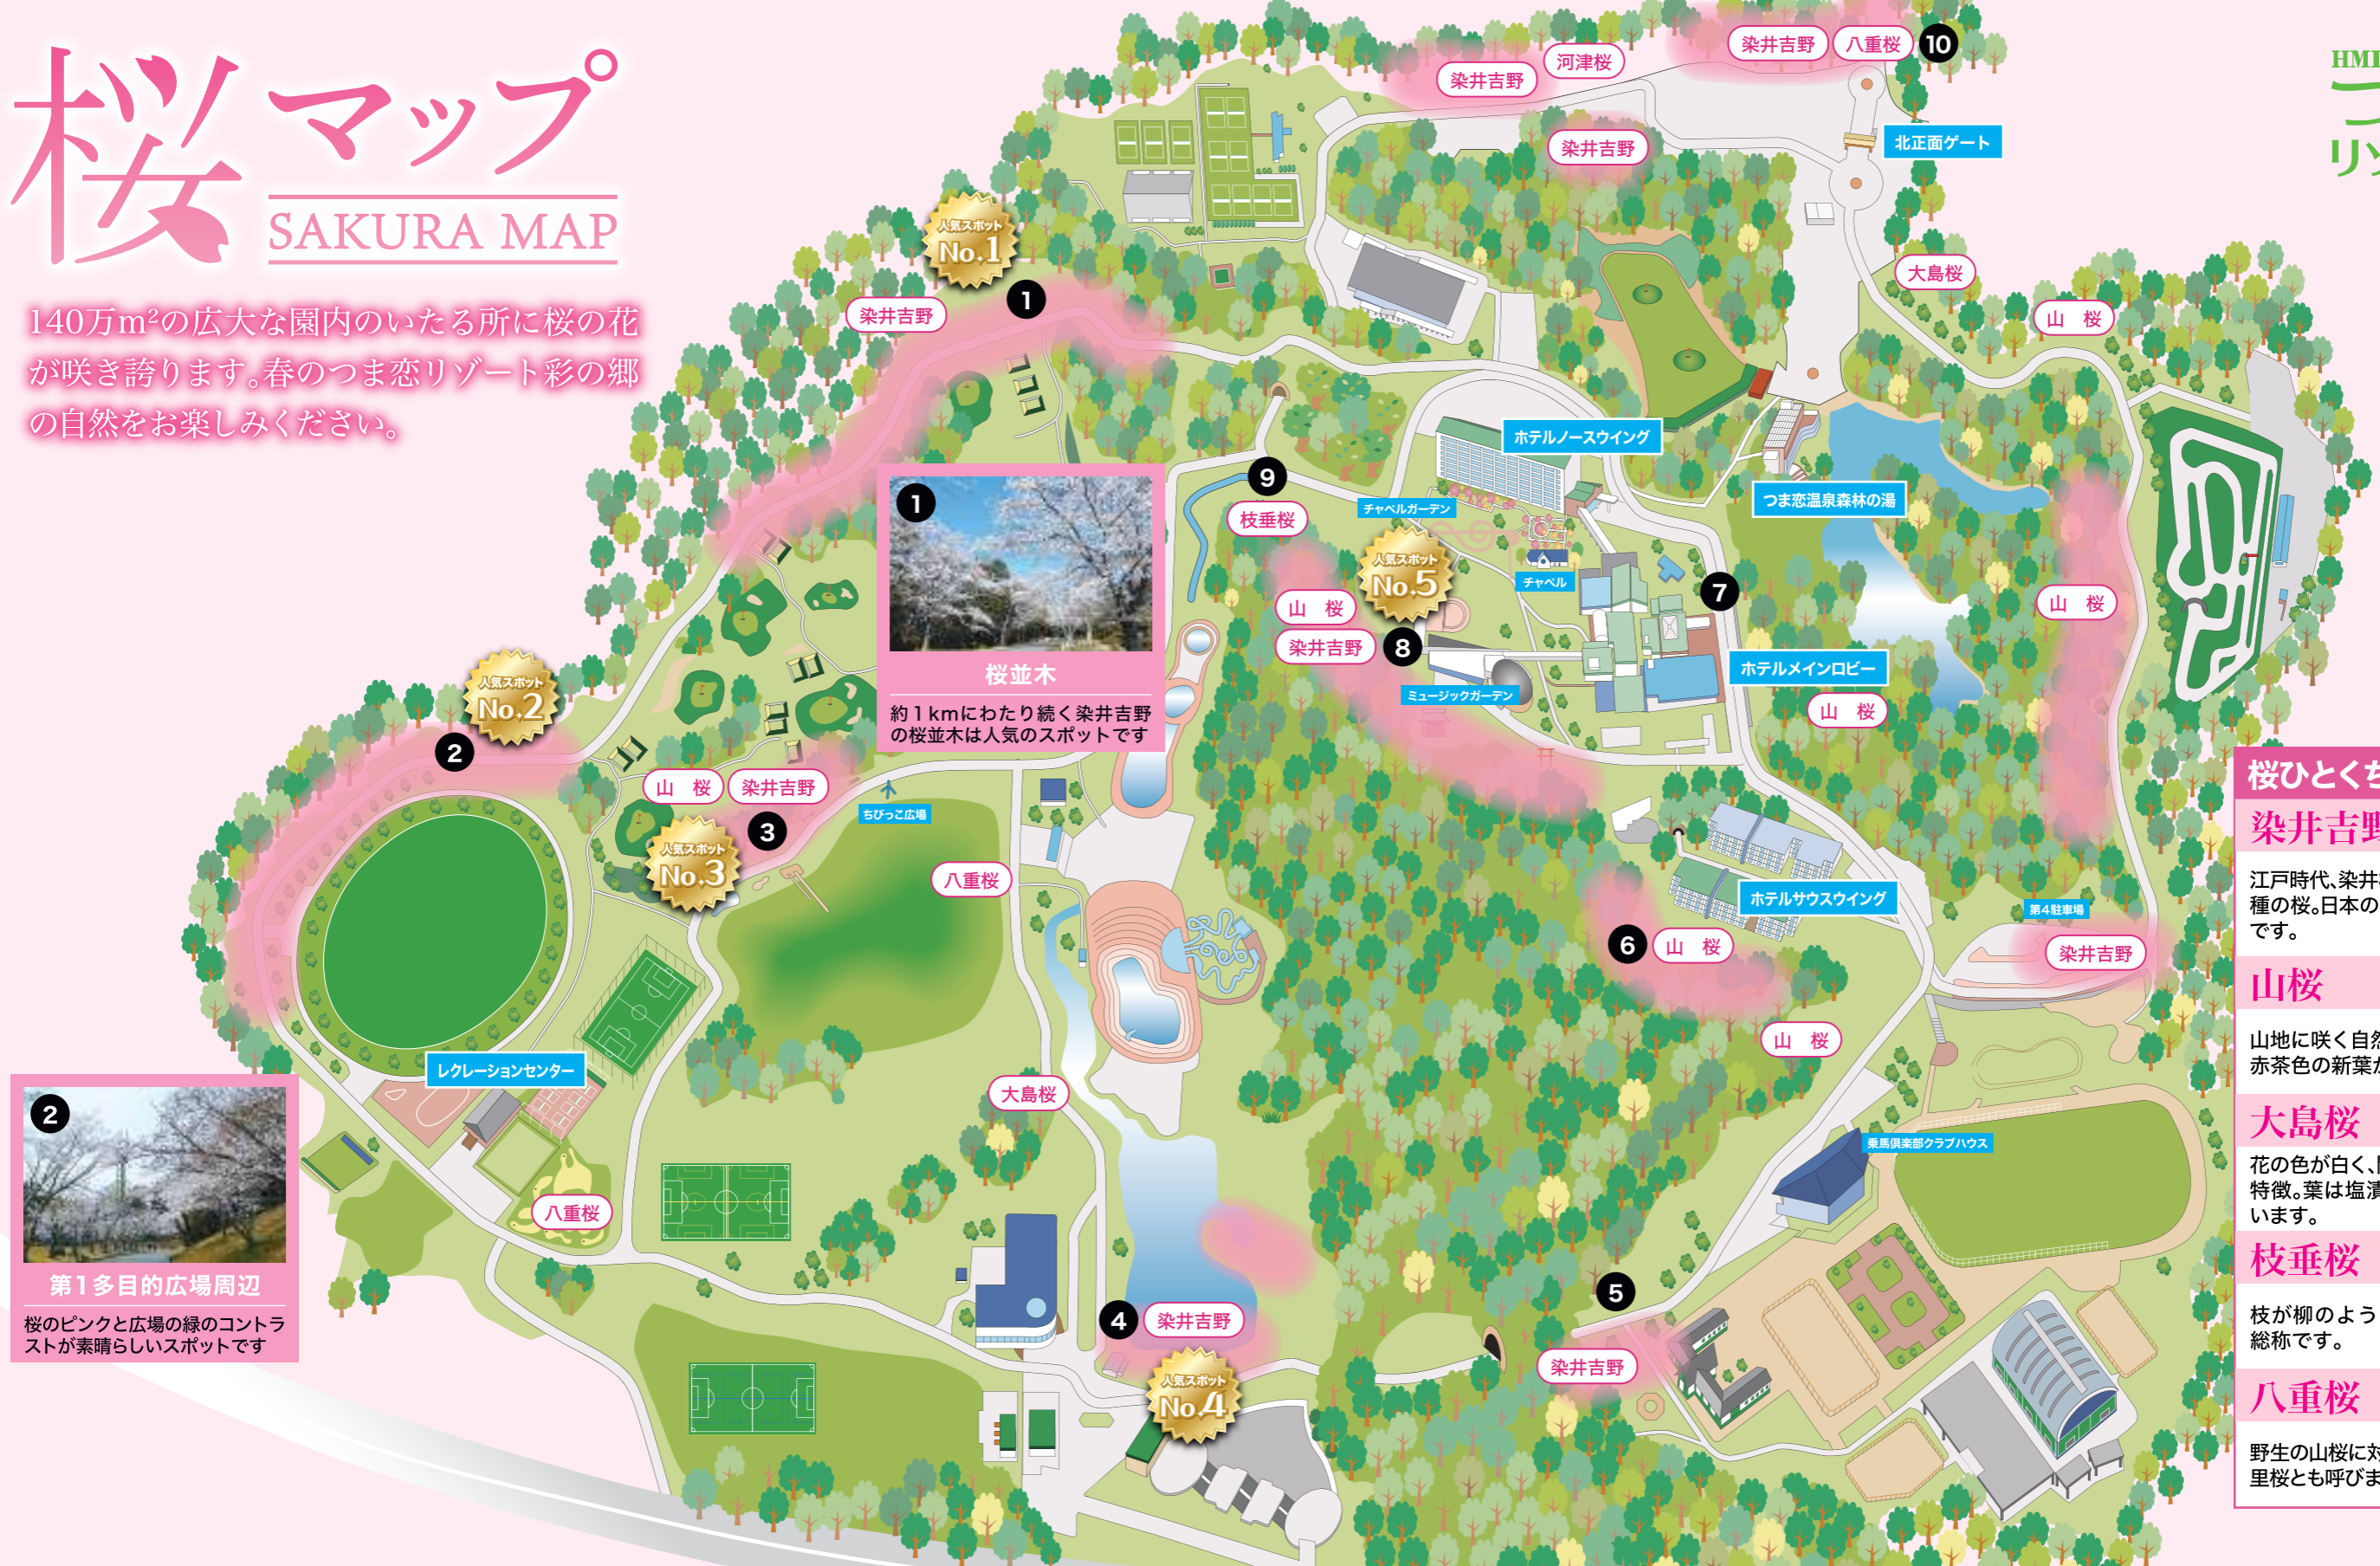 桜マップ
SAKURA MAP
140万m²の広大な園内のいたる所に桜の花
が咲き誇ります。春のつま恋リゾート彩の郷
の自然をお楽しみください。
染井吉野
河津桜
染井吉野
八重桜
10
染井吉野
北正面ゲート
大島桜
山 桜
人気スポット
No.1
1
染井吉野
ホテルノースウイング
つま恋温泉森林の湯
9
枝垂桜
チャペルガーデン
人気スポット
No.5
チャペル
7
山 桜
染井吉野
8
ミュージックガーデン
ホテルメインロビー
山 桜
山 桜
1
桜並木
約1kmにわたり続く染井吉野
の桜並木は人気のスポットです
人気スポット
No.2
2
山 桜
染井吉野
3
人気スポット
No.3
ちびっこ広場
八重桜
ホテルサウスウイング
6
山 桜
第4駐車場
染井吉野
山 桜
レクレーションセンター
大島桜
乗馬倶楽部クラブハウス
八重桜
2
第1多目的広場周辺
桜のピンクと広場の緑のコントラ
ストが素晴らしいスポットです
4
染井吉野
人気スポット
No.4
5
染井吉野
HMI
リゾ
桜ひとくち
染井吉野
江戸時代、染井
種の桜。日本の
です。
山桜
山地に咲く自然
赤茶色の新葉が
大島桜
花の色が白く、
特徴。葉は塩漬
います。
枝垂桜
枝が柳のよう
総称です。
八重桜
野生の山桜に対
里桜とも呼びま